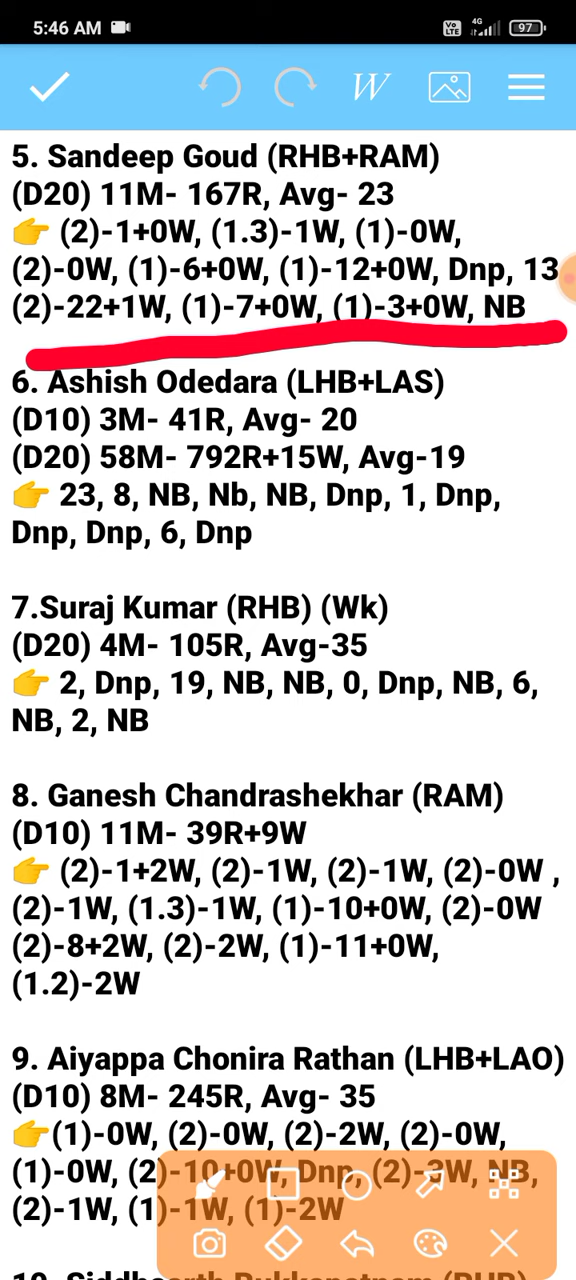 5:46 AM
Vo LTE 4G 97
W
5. Sandeep Goud (RHB+RAM)
(D20) 11M- 167R, Avg- 23
👉 (2)-1+0W, (1.3)-1W, (1)-0W,
(2)-0W, (1)-6+0W, (1)-12+0W, Dnp, 13
(2)-22+1W, (1)-7+0W, (1)-3+0W, NB
6. Ashish Odedara (LHB+LAS)
(D10) 3M- 41R, Avg- 20
(D20) 58M- 792R+15W, Avg-19
👉 23, 8, NB, Nb, NB, Dnp, 1, Dnp,
Dnp, Dnp, 6, Dnp
7.Suraj Kumar (RHB) (Wk)
(D20) 4M- 105R, Avg-35
👉 2, Dnp, 19, NB, NB, 0, Dnp, NB, 6,
NB, 2, NB
8. Ganesh Chandrashekhar (RAM)
(D10) 11M- 39R+9W
👉 (2)-1+2W, (2)-1W, (2)-1W, (2)-0W ,
(2)-1W, (1.3)-1W, (1)-10+0W, (2)-0W
(2)-8+2W, (2)-2W, (1)-11+0W,
(1.2)-2W
9. Aiyappa Chonira Rathan (LHB+LAO)
(D10) 8M- 245R, Avg- 35
👉(1)-0W, (2)-0W, (2)-2W, (2)-0W,
(1)-0W, (2)-10+0W, Dnp, (2)-3W, NB,
(2)-1W, (1)-1W, (1)-2W